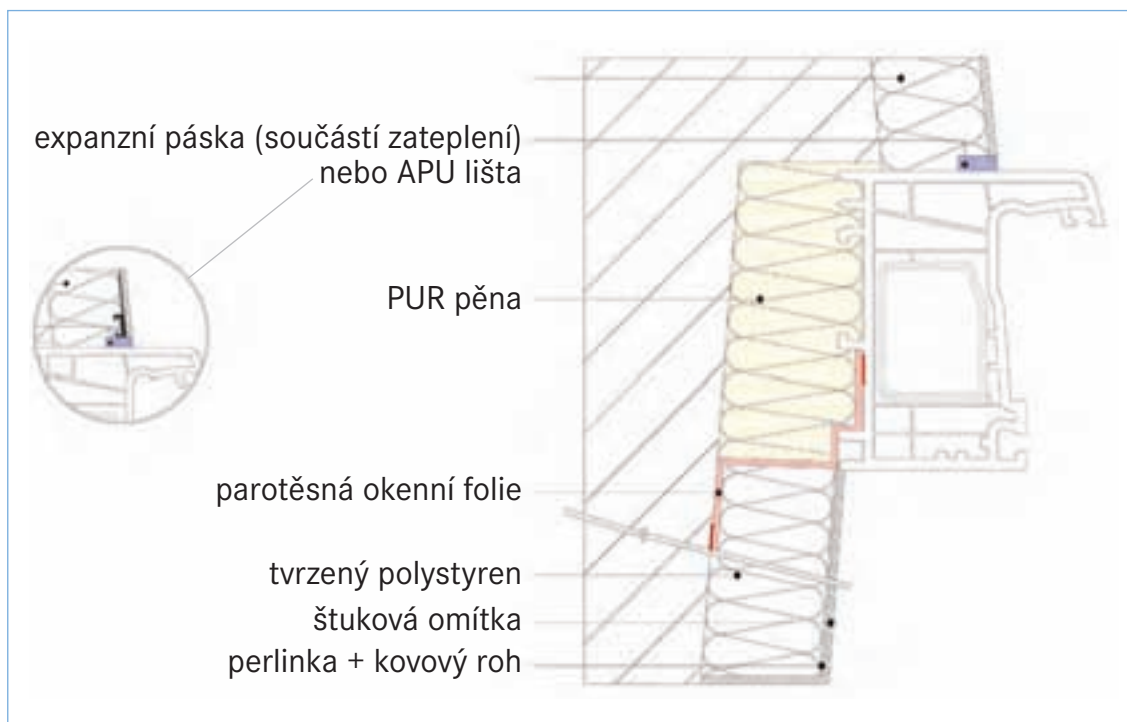 expanzní páska (součástí zateplení)
nebo APU lišta
PUR pěna
parotěsná okenní folie
tvrzený polystyren
štuková omítka
perlinka + kovový roh